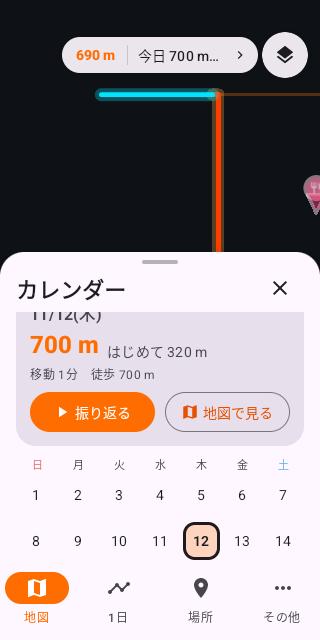 690 m 今日 700 m…
カレンダー
11/12(木)
700 m はじめて 320 m
移動 1分 徒歩 700 m
振り返る 地図で見る
日 月 火 水 木 金 土
1 2 3 4 5 6 7
8 9 10 11 12 13 14
地図 1日 場所 その他